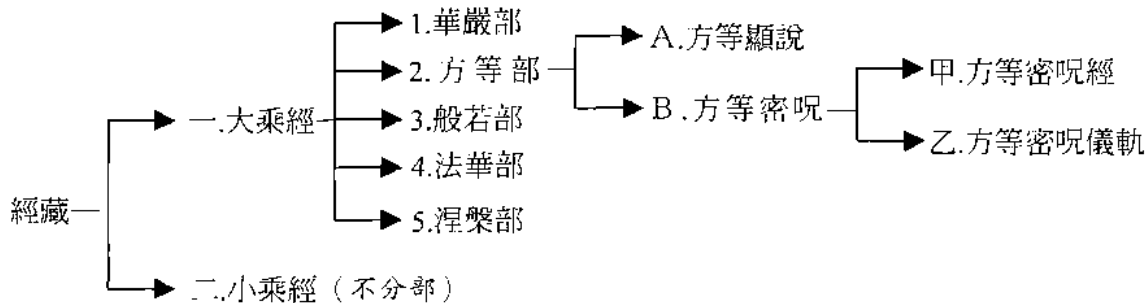 經藏
一.大乘經
1.華嚴部
2.方等部
A.方等顯說
B.方等密呪
甲.方等密呪經
乙.方等密呪儀軌
3.般若部
4.法華部
5.涅槃部
二.小乘經（不分部）